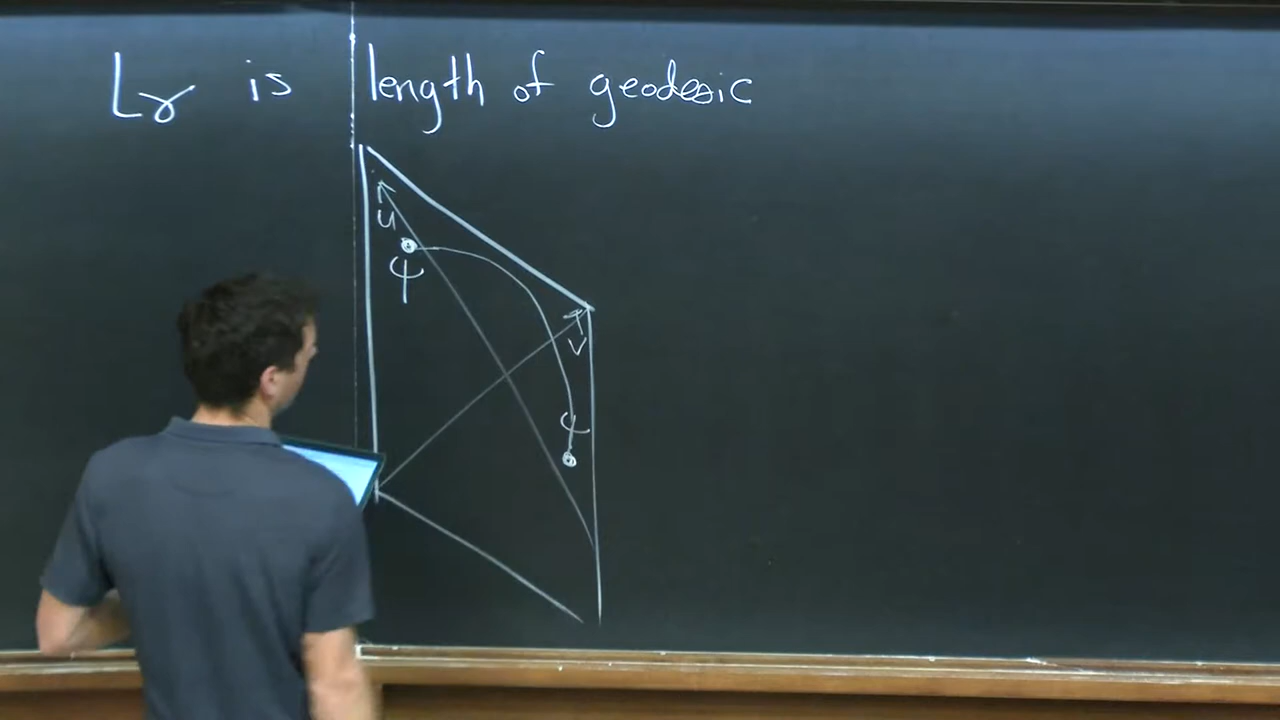 Lγ is length of geodesic
u
ψ
v
ψ